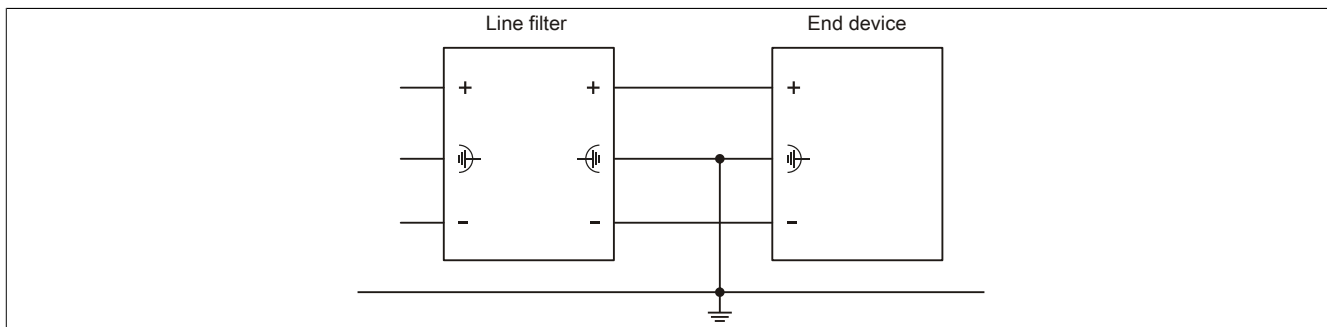 Line filter
End device
+ + +
- - -